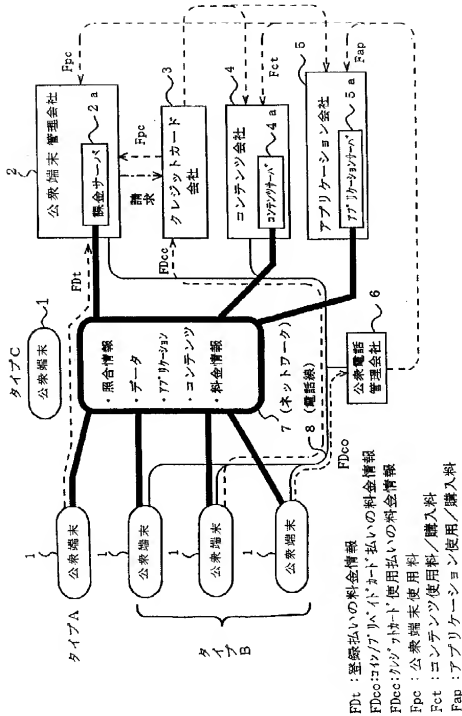 タイプA
1
公衆端末
1
公衆端末
1
公衆端末
1
公衆端末
タイプB
タイプC
1
公衆端末
・照合情報
・データ
・アプリケーション
・コンテンツ
・料金情報
7 (ネットワーク)
8 (電話線)
FDt
FDcc
FDco
2
公衆端末管理会社
2a
課金サーバ
Fpc
請求
Fpc
3
クレジットカード
会社
4
コンテンツ会社
4a
コンテンツサーバ
Fct
5
アプリケーション会社
5a
アプリケーションサーバ
Fap
6
公衆電話
管理会社
FDt:登録払いの料金情報
FDco:コイン/プリペイドカード払いの料金情報
FDcc:クレジットカード使用払いの料金情報
Fpc:公衆端末使用料
Fct:コンテンツ使用料/購入料
Fap:アプリケーション使用/購入料